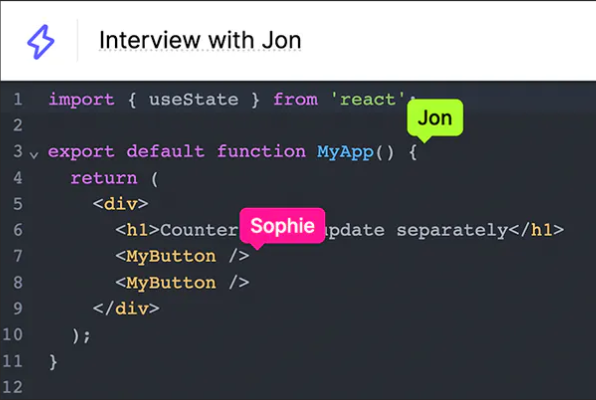 Interview with Jon
1 import { useState } from 'react';
Jon
2
3 export default function MyApp() {
4 return (
5 <div>
Sophie
6 <h1>Counter update separately</h1>
7 <MyButton />
8 <MyButton />
9 </div>
10 );
11 }
12